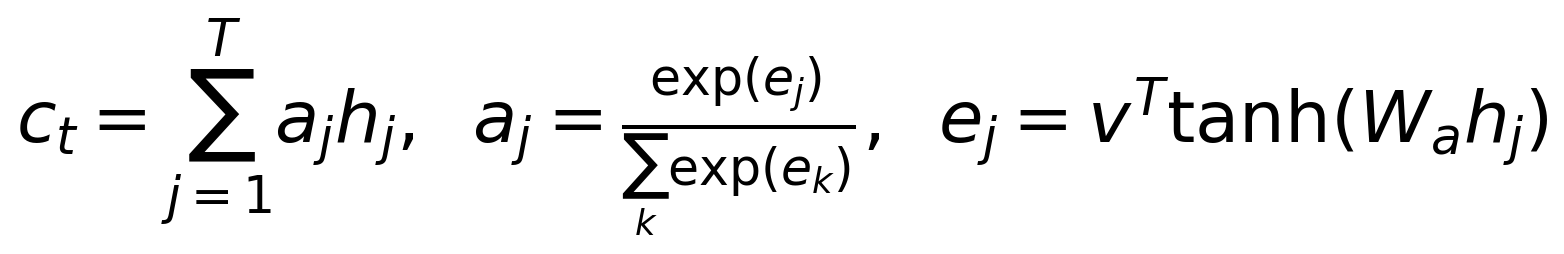 c_t = \sum_{j=1}^{T} a_j h_j, a_j = \frac{\exp(e_j)}{\sum_k \exp(e_k)}, e_j = v^T \tanh(W_a h_j)